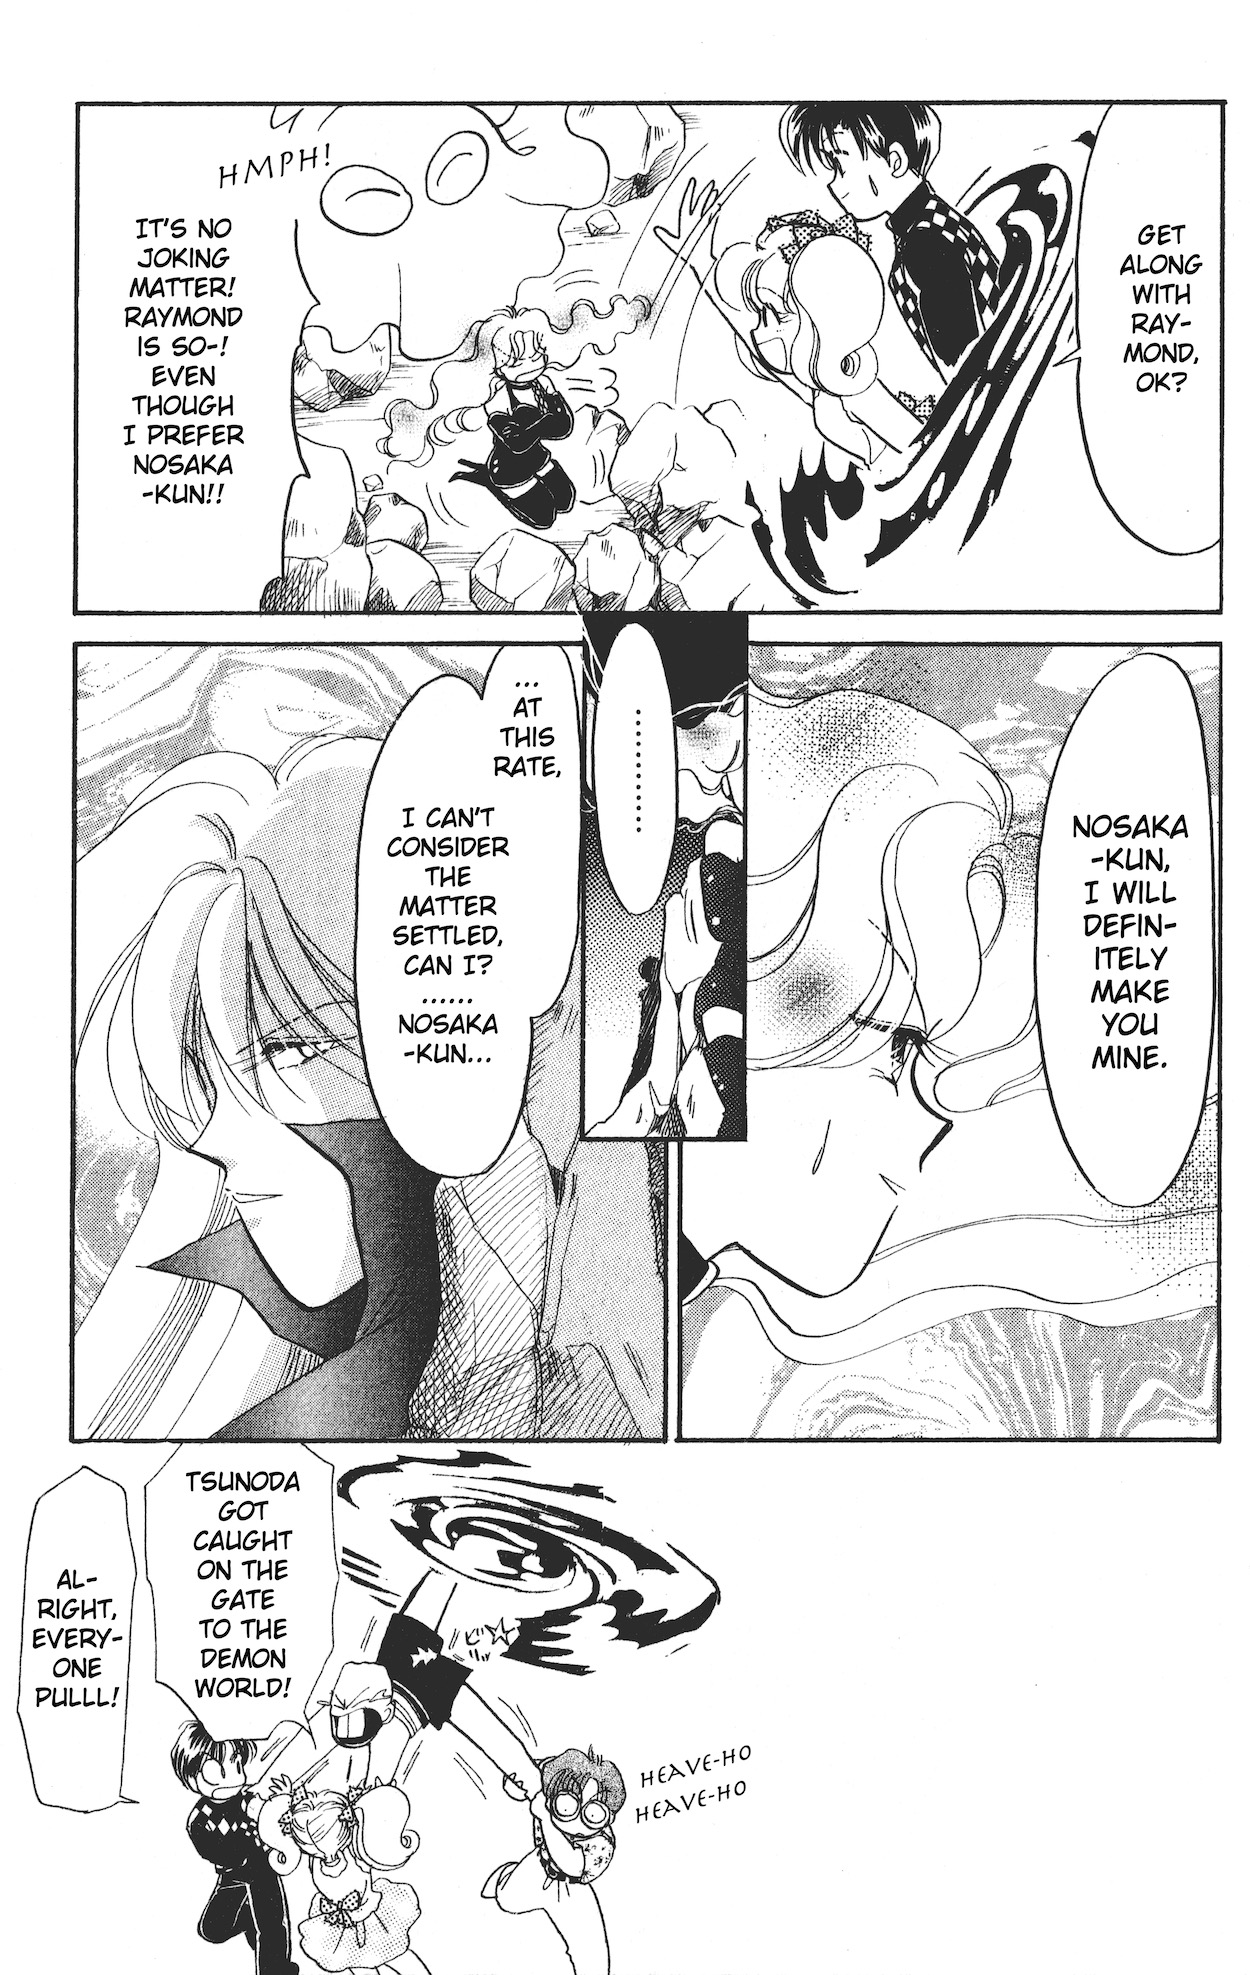 GET
ALONG
WITH
RAY-
MOND,
OK?
HMPH!
IT'S NO
JOKING
MATTER!
RAYMOND
IS SO-!
EVEN
THOUGH
I PREFER
NOSAKA
-KUN!!
NOSAKA
-KUN,
I WILL
DEFIN-
ITELY
MAKE
YOU
MINE.
..........
...
AT
THIS
RATE,
I CAN'T
CONSIDER
THE
MATTER
SETTLED,
CAN I?
......
NOSAKA
-KUN...
TSUNODA
GOT
CAUGHT
ON THE
GATE
TO THE
DEMON
WORLD!
AL-
RIGHT,
EVERY-
ONE
PULLL!
HEAVE-HO
HEAVE-HO